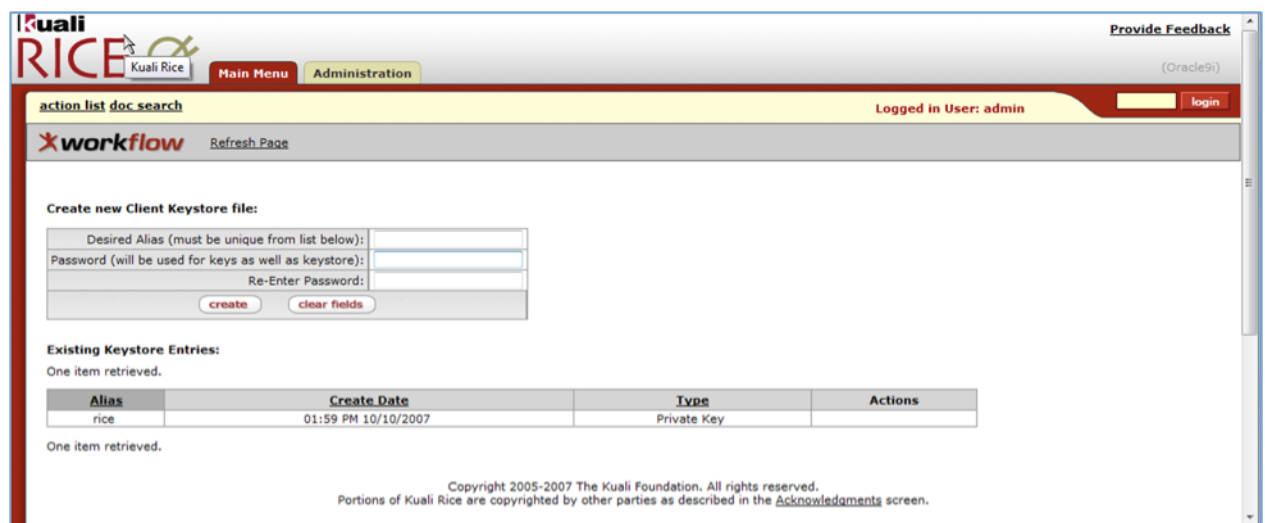 Kuali
RICE
Kuali Rice
Main Menu Administration
Provide Feedback
(Oracle9i)
action list doc search
Logged in User: admin
login
workflow Refresh Page
Create new Client Keystore file:
Desired Alias (must be unique from list below):
Password (will be used for keys as well as keystore):
Re-Enter Password:
create clear fields
Existing Keystore Entries:
One item retrieved.
Alias Create Date Type Actions
rice 01:59 PM 10/10/2007 Private Key
One item retrieved.
Copyright 2005-2007 The Kuali Foundation. All rights reserved.
Portions of Kuali Rice are copyrighted by other parties as described in the Acknowledgments screen.